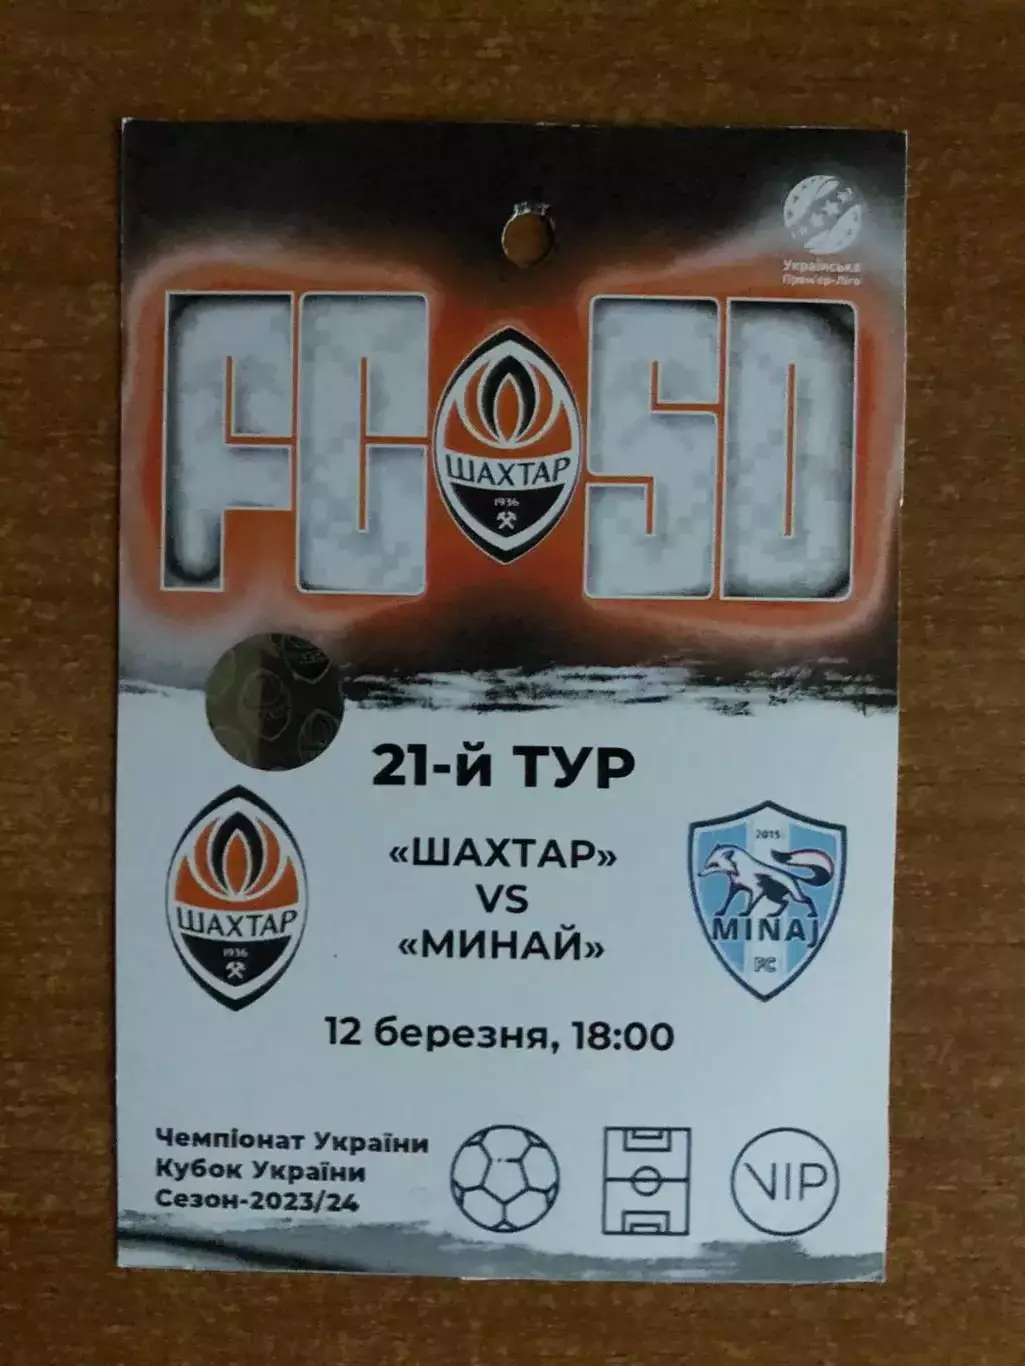 Українська
Прем'єр-Ліга
FC SD
ШАХТАР
1936
21-й ТУР
«ШАХТАР»
VS
«МИНАЙ»
ШАХТАР
1936
2015
MINAJ
FC
12 березня, 18:00
Чемпіонат України
Кубок України
Сезон-2023/24
VIP